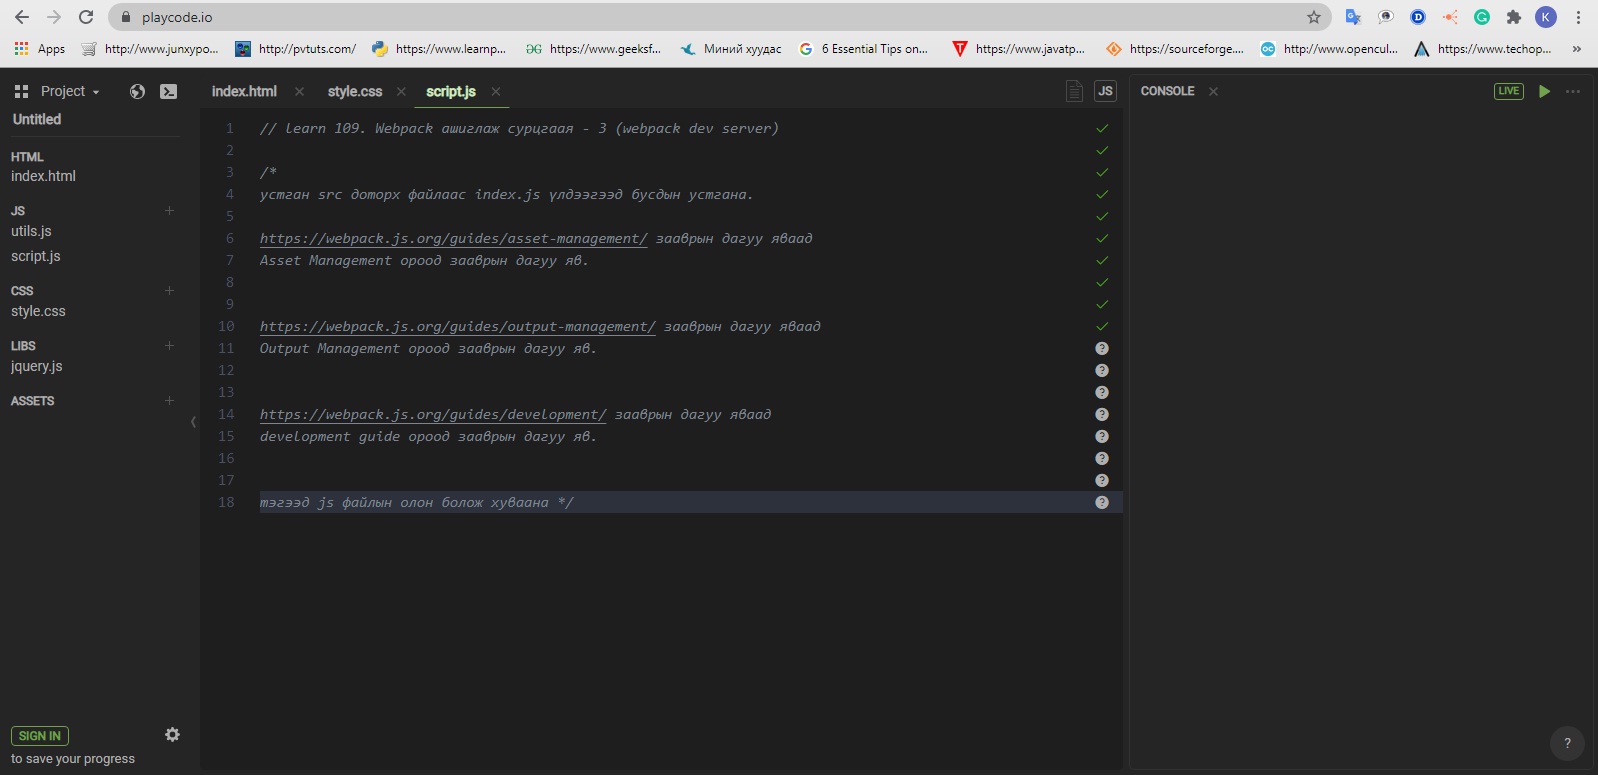 playcode.io
K
Apps
http://www.junxypo...
http://pvtuts.com/
https://www.learnp...
https://www.geeksf...
Миний хуудас
6 Essential Tips on...
https://www.javatp...
https://sourceforge....
http://www.opencul...
https://www.techop...
»
Project
Untitled
HTML
index.html
JS
utils.js
script.js
CSS
style.css
LIBS
jquery.js
ASSETS
SIGN IN
to save your progress
index.html
style.css
script.js
JS
1 // learn 109. Webpack ашиглаж сурцгаая - 3 (webpack dev server)
2
3 /*
4 устган src доторх файлаас index.js үлдээгээд бусдын устгана.
5
6 https://webpack.js.org/guides/asset-management/ зааврын дагуу яваад
7 Asset Management ороод зааврын дагуу яв.
8
9
10 https://webpack.js.org/guides/output-management/ зааврын дагуу яваад
11 Output Management ороод зааврын дагуу яв.
12
13
14 https://webpack.js.org/guides/development/ зааврын дагуу яваад
15 development guide ороод зааврын дагуу яв.
16
17
18 тэгээд js файлын олон болож хуваана */
CONSOLE
LIVE
?